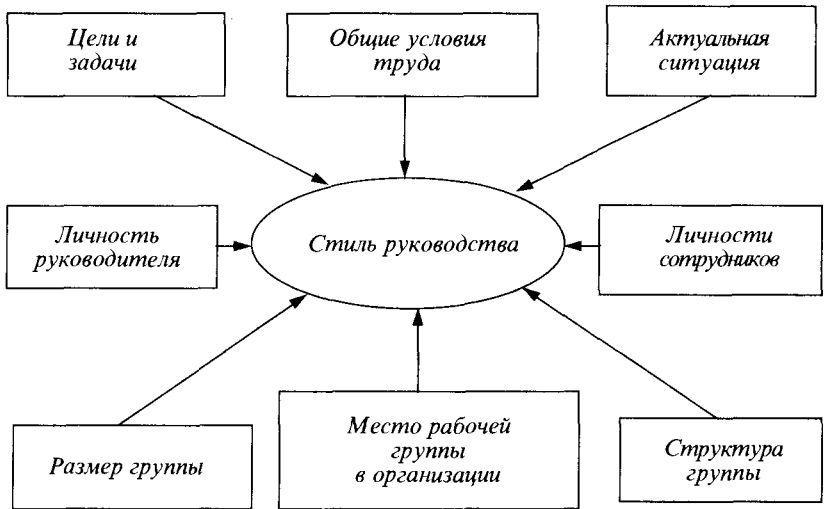 Цели и
задачи
Общие условия
труда
Актуальная
ситуация
Личность
руководителя
Стиль руководства
Личности
сотрудников
Размер группы
Место рабочей
группы
в организации
Структура
группы